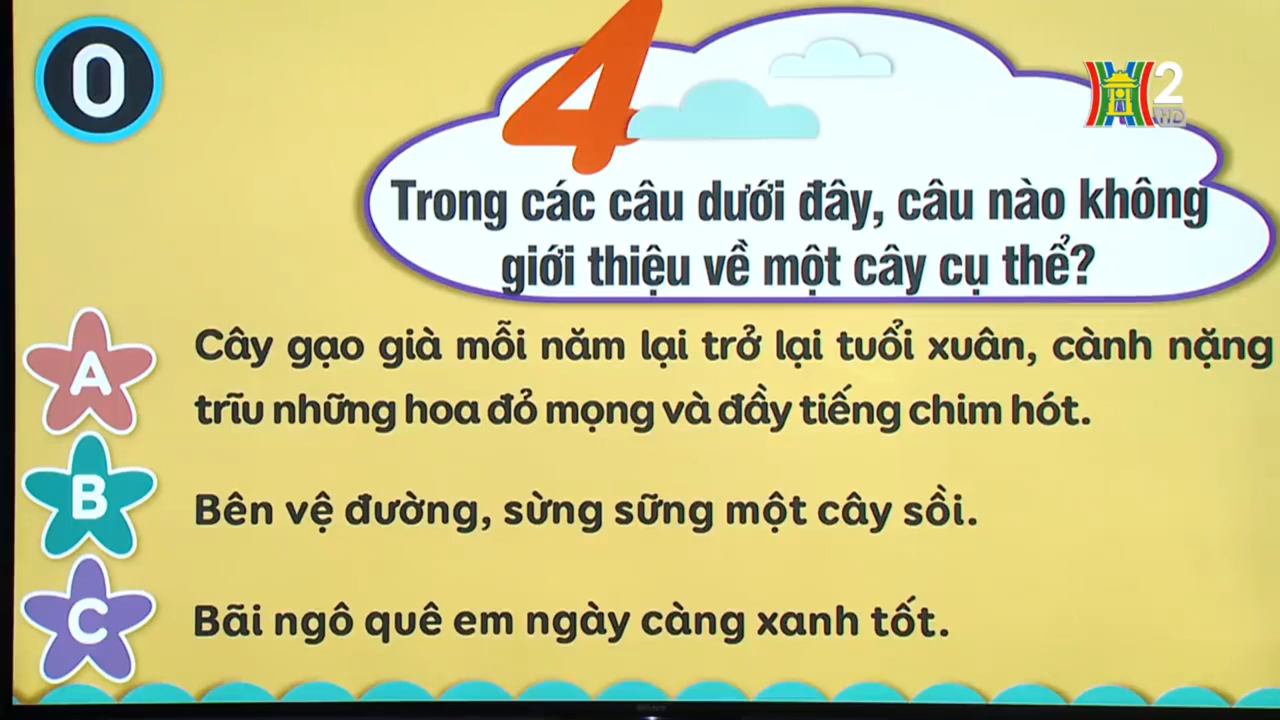 0
4
2
HD
Trong các câu dưới đây, câu nào không
giới thiệu về một cây cụ thể?
A
Cây gạo già mỗi năm lại trở lại tuổi xuân, cành nặng
trĩu những hoa đỏ mọng và đầy tiếng chim hót.
B
Bên vệ đường, sừng sững một cây sồi.
C
Bãi ngô quê em ngày càng xanh tốt.